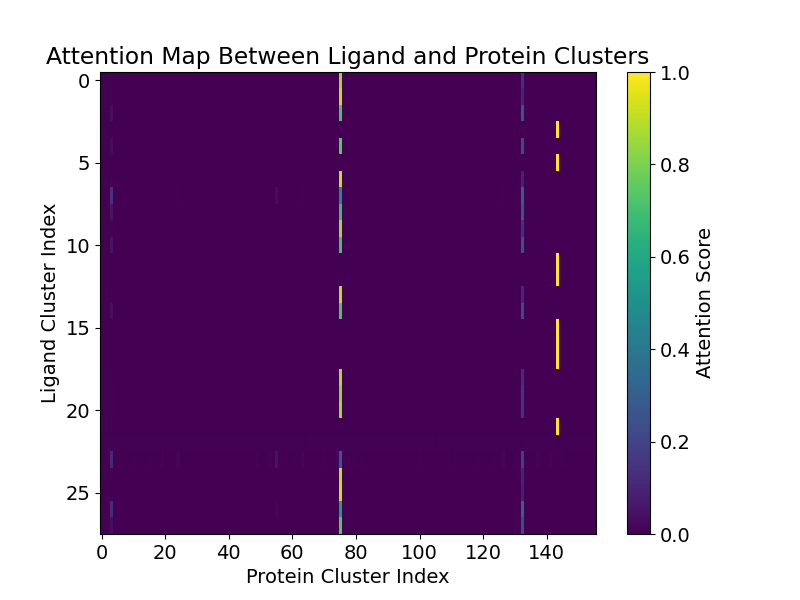 Attention Map Between Ligand and Protein Clusters
0
5
10
15
20
25
Ligand Cluster Index
0 20 40 60 80 100 120 140
Protein Cluster Index
1.0
0.8
0.6
0.4
0.2
0.0
Attention Score